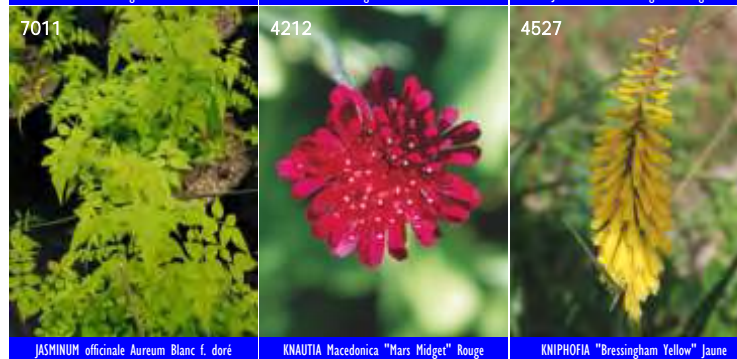 7011
4212
4527
JASMINUM officinale Aureum Blanc f. doré
KNAUTIA Macedonica "Mars Midget" Rouge
KNIPHOFIA "Bressingham Yellow" Jaune